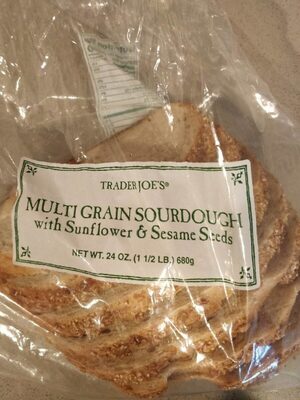 TRADER JOE'S®
MULTI GRAIN SOURDOUGH
with Sunflower & Sesame Seeds
NET WT. 24 OZ. (1 1/2 LB.) 680g